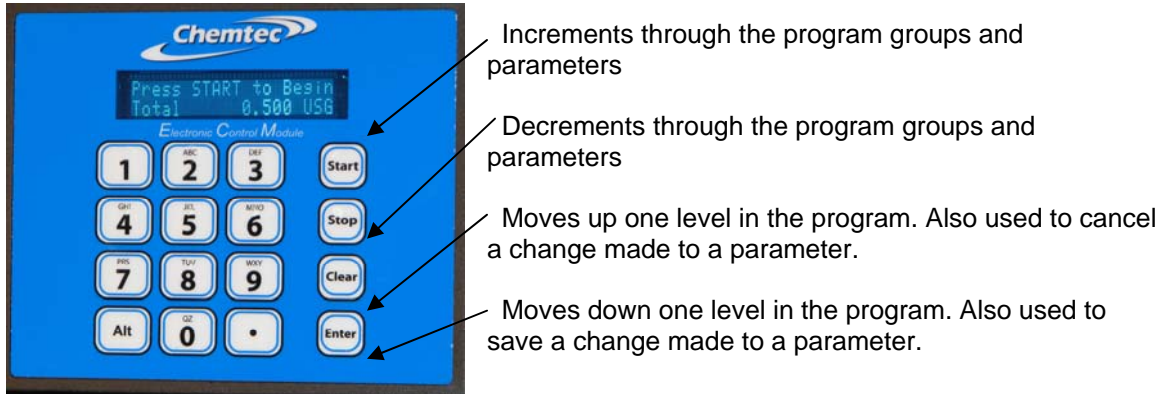 Chemtec
Press START to Begin
Total 0.500 USG
Electronic Control Module
1
ABC
2
DEF
3
Start
GHI
4
JKL
5
MNO
6
Stop
PRS
7
TUV
8
WXY
9
Clear
Alt
QZ
0
•
Enter
Increments through the program groups and
parameters
Decrements through the program groups and
parameters
Moves up one level in the program. Also used to cancel
a change made to a parameter.
Moves down one level in the program. Also used to
save a change made to a parameter.